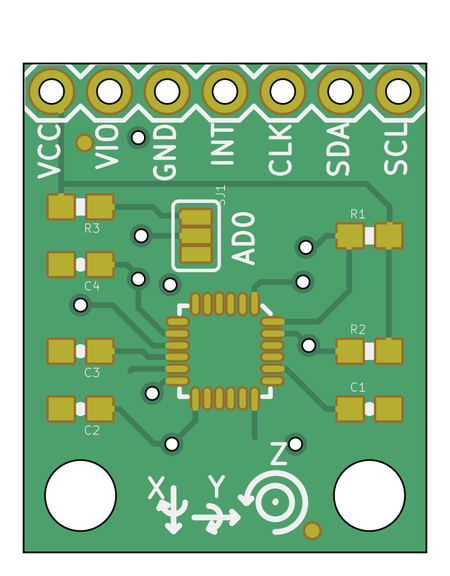 VCC VIO GND INT CLK SDA SCL
SJ1
R3
AD0
R1
C4
R2
C3
C1
C2
X Y Z